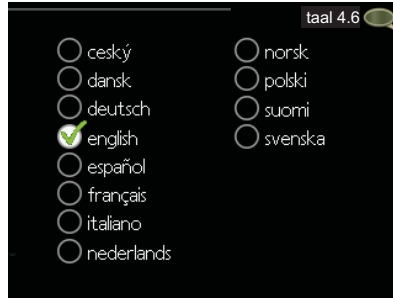 taal 4.6
ceský
dansk
deutsch
english
español
français
italiano
nederlands
norsk
polski
suomi
svenska